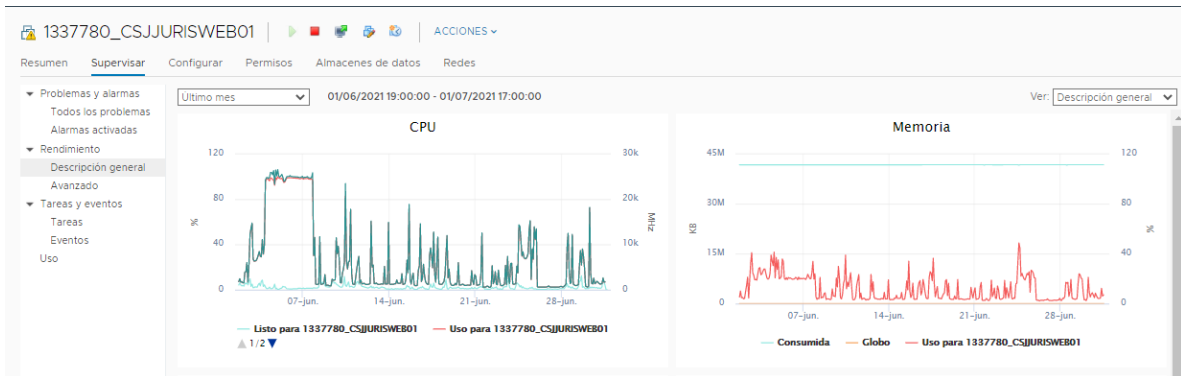 1337780_CSJJURISWEB01 ACCIONES
Resumen Supervisar Configurar Permisos Almacenes de datos Redes
Problemas y alarmas
Todos los problemas
Alarmas activadas
Rendimiento
Descripción general
Avanzado
Tareas y eventos
Tareas
Eventos
Uso
Último mes 01/06/2021 19:00:00 - 01/07/2021 17:00:00 Ver: Descripción general
CPU
120 30k
80 20k
% MHz
40 10k
0 0
07-jun. 14-jun. 21-jun. 28-jun.
Listo para 1337780_CSJJURISWEB01 Uso para 1337780_CSJJURISWEB01
1/2
Memoria
45M 120
30M 80
KB %
15M 40
0 0
07-jun. 14-jun. 21-jun. 28-jun.
Consumida Globo Uso para 1337780_CSJJURISWEB01